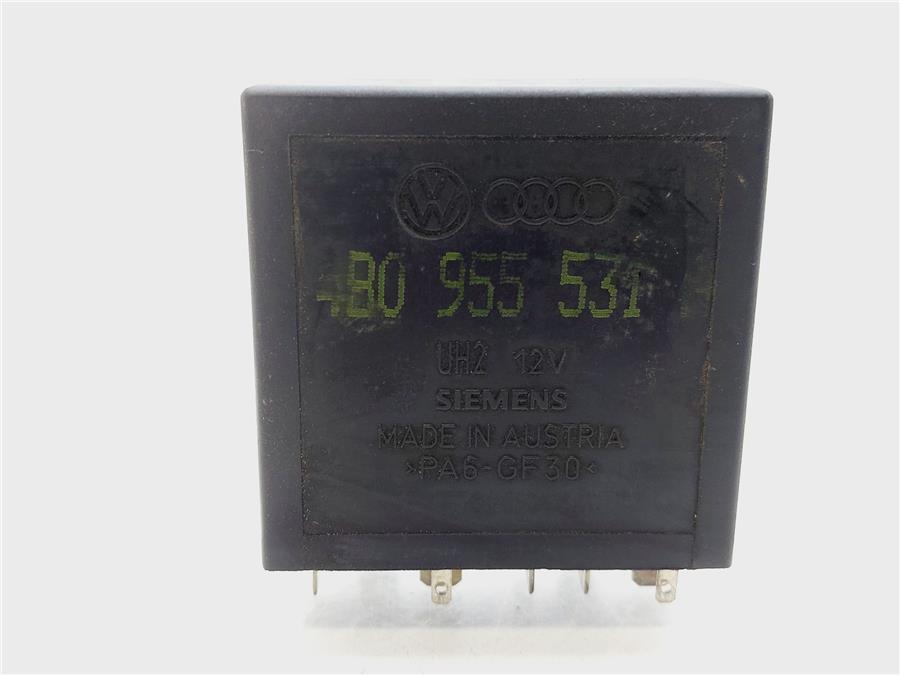 4B0 955 531
UH2 12V
SIEMENS
MADE IN AUSTRIA
>PA6-GF30<